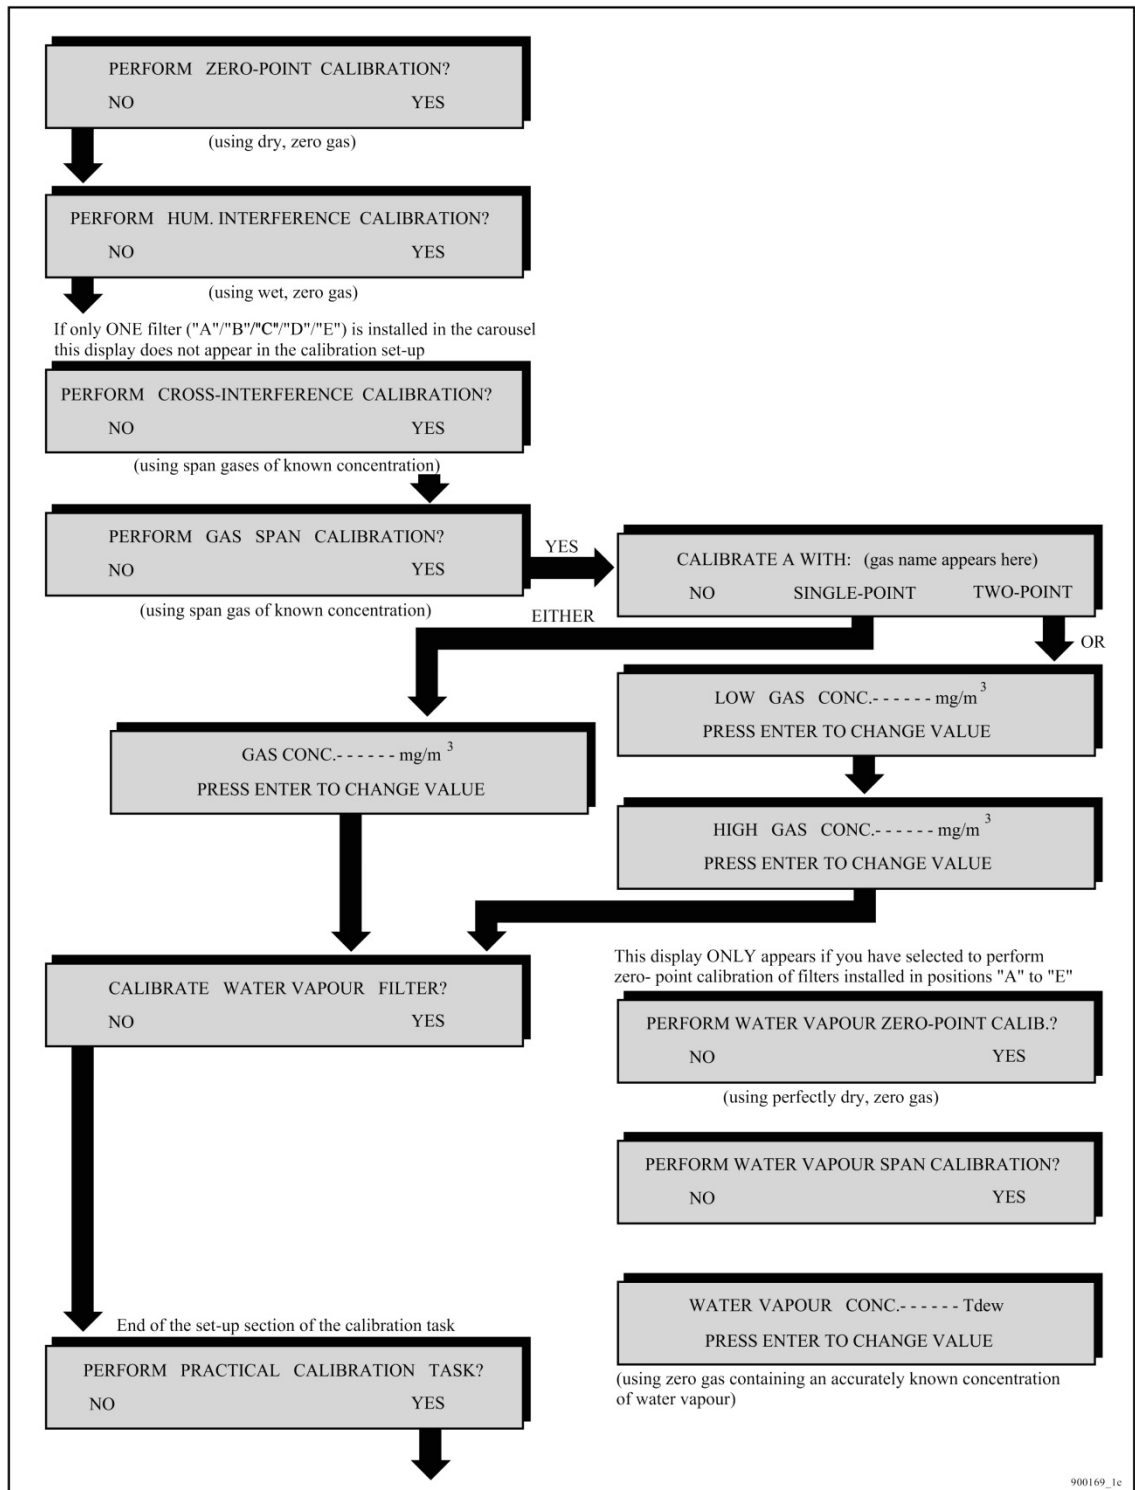 PERFORM ZERO-POINT CALIBRATION?
NO YES
(using dry, zero gas)
PERFORM HUM. INTERFERENCE CALIBRATION?
NO YES
(using wet, zero gas)
If only ONE filter ("A"/"B"/"C"/"D"/"E") is installed in the carousel
this display does not appear in the calibration set-up
PERFORM CROSS-INTERFERENCE CALIBRATION?
NO YES
(using span gases of known concentration)
PERFORM GAS SPAN CALIBRATION?
NO YES
(using span gas of known concentration)
YES
CALIBRATE A WITH: (gas name appears here)
NO SINGLE-POINT TWO-POINT
EITHER
OR
LOW GAS CONC.- - - - - - mg/m 3
PRESS ENTER TO CHANGE VALUE
GAS CONC.- - - - - - mg/m 3
PRESS ENTER TO CHANGE VALUE
HIGH GAS CONC.- - - - - - mg/m 3
PRESS ENTER TO CHANGE VALUE
CALIBRATE WATER VAPOUR FILTER?
NO YES
This display ONLY appears if you have selected to perform
zero- point calibration of filters installed in positions "A" to "E"
PERFORM WATER VAPOUR ZERO-POINT CALIB.?
NO YES
(using perfectly dry, zero gas)
PERFORM WATER VAPOUR SPAN CALIBRATION?
NO YES
WATER VAPOUR CONC.- - - - - - Tdew
PRESS ENTER TO CHANGE VALUE
(using zero gas containing an accurately known concentration
of water vapour)
End of the set-up section of the calibration task
PERFORM PRACTICAL CALIBRATION TASK?
NO YES
900169_1e